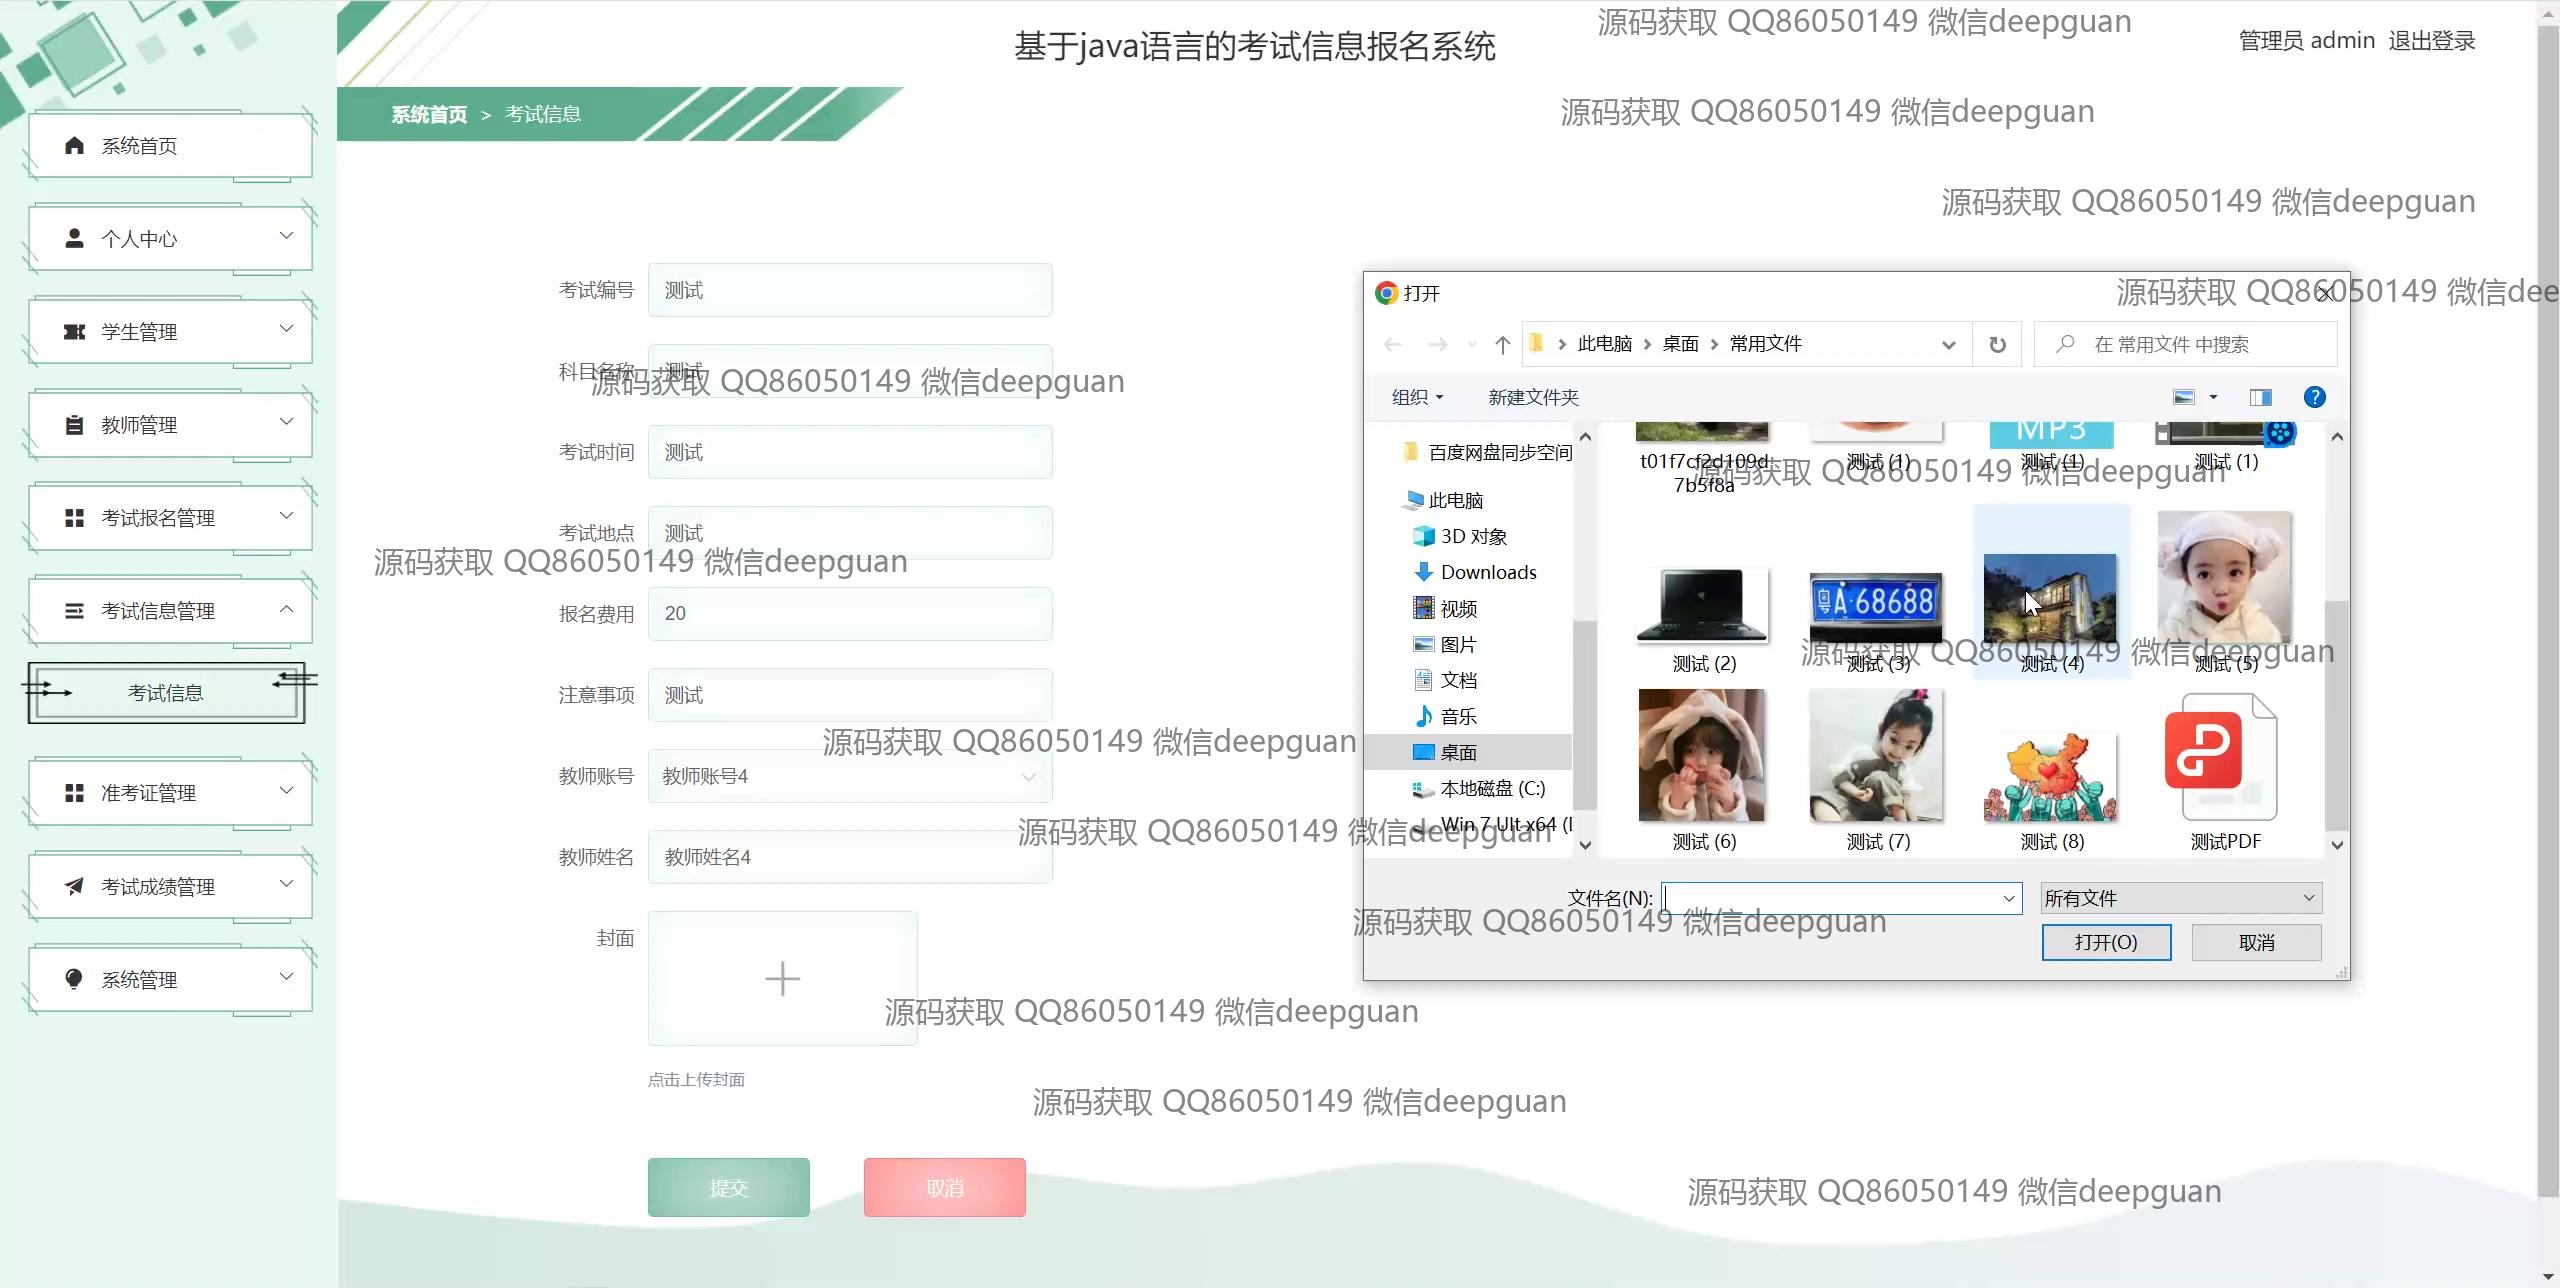 基于java语言的考试信息报名系统
源码获取 QQ86050149 微信deepguan
管理员 admin 退出登录
系统首页 > 考试信息
源码获取 QQ86050149 微信deepguan
系统首页
源码获取 QQ86050149 微信deepguan
个人中心
学生管理
教师管理
考试报名管理
考试信息管理
考试信息
准考证管理
考试成绩管理
系统管理
考试编号 测试
科目名称 测试
源码获取 QQ86050149 微信deepguan
考试时间 测试
考试地点 测试
源码获取 QQ86050149 微信deepguan
报名费用 20
注意事项 测试
源码获取 QQ86050149 微信deepguan
教师账号 教师账号4
源码获取 QQ86050149 微信deepguan
教师姓名 教师姓名4
封面
源码获取 QQ86050149 微信deepguan
点击上传封面
源码获取 QQ86050149 微信deepguan
提交 取消
源码获取 QQ86050149 微信deepguan
打开
源码获取 QQ86050149 微信dee
此电脑 桌面 常用文件
在 常用文件 中搜索
组织 新建文件夹
百度网盘同步空间
此电脑
3D 对象
Downloads
视频
图片
文档
音乐
桌面
本地磁盘 (C:)
Win 7 Ult x64 (
MP3
t01f7cf2d109d
7b5f8a
测试 (1) 测试 (1) 测试 (1)
源码获取 QQ86050149 微信deepguan
粤A·68688
测试 (2) 测试 (3) 测试 (4) 测试 (5)
源码获取 QQ86050149 微信deepguan
测试 (6) 测试 (7) 测试 (8) 测试PDF
文件名(N): 所有文件
源码获取 QQ86050149 微信deepguan
打开(O) 取消